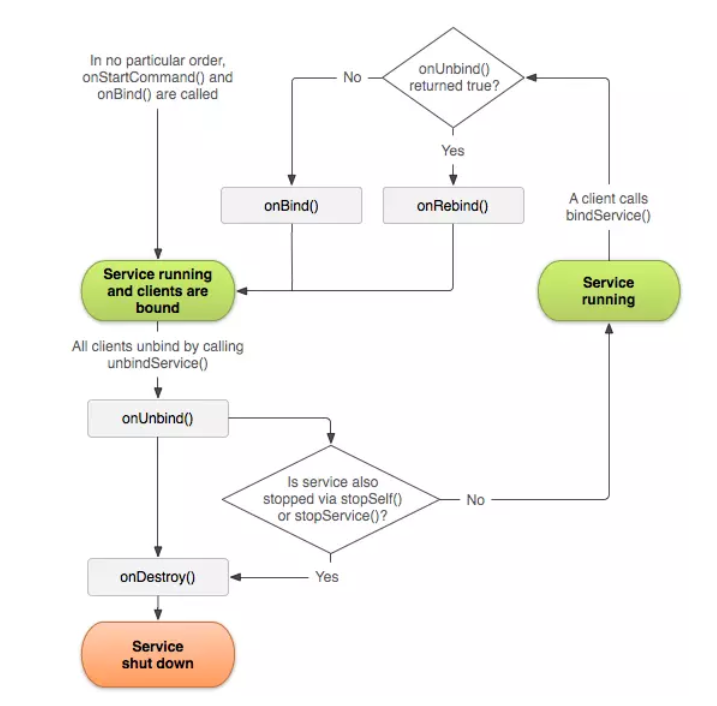 In no particular order,
onStartCommand() and
onBind() are called
No
onUnbind()
returned true?
Yes
onBind()
onRebind()
A client calls
bindService()
Service running
and clients are
bound
Service
running
All clients unbind by calling
unbindService()
onUnbind()
Is service also
stopped via stopSelf()
or stopService()?
No
Yes
onDestroy()
Service
shut down